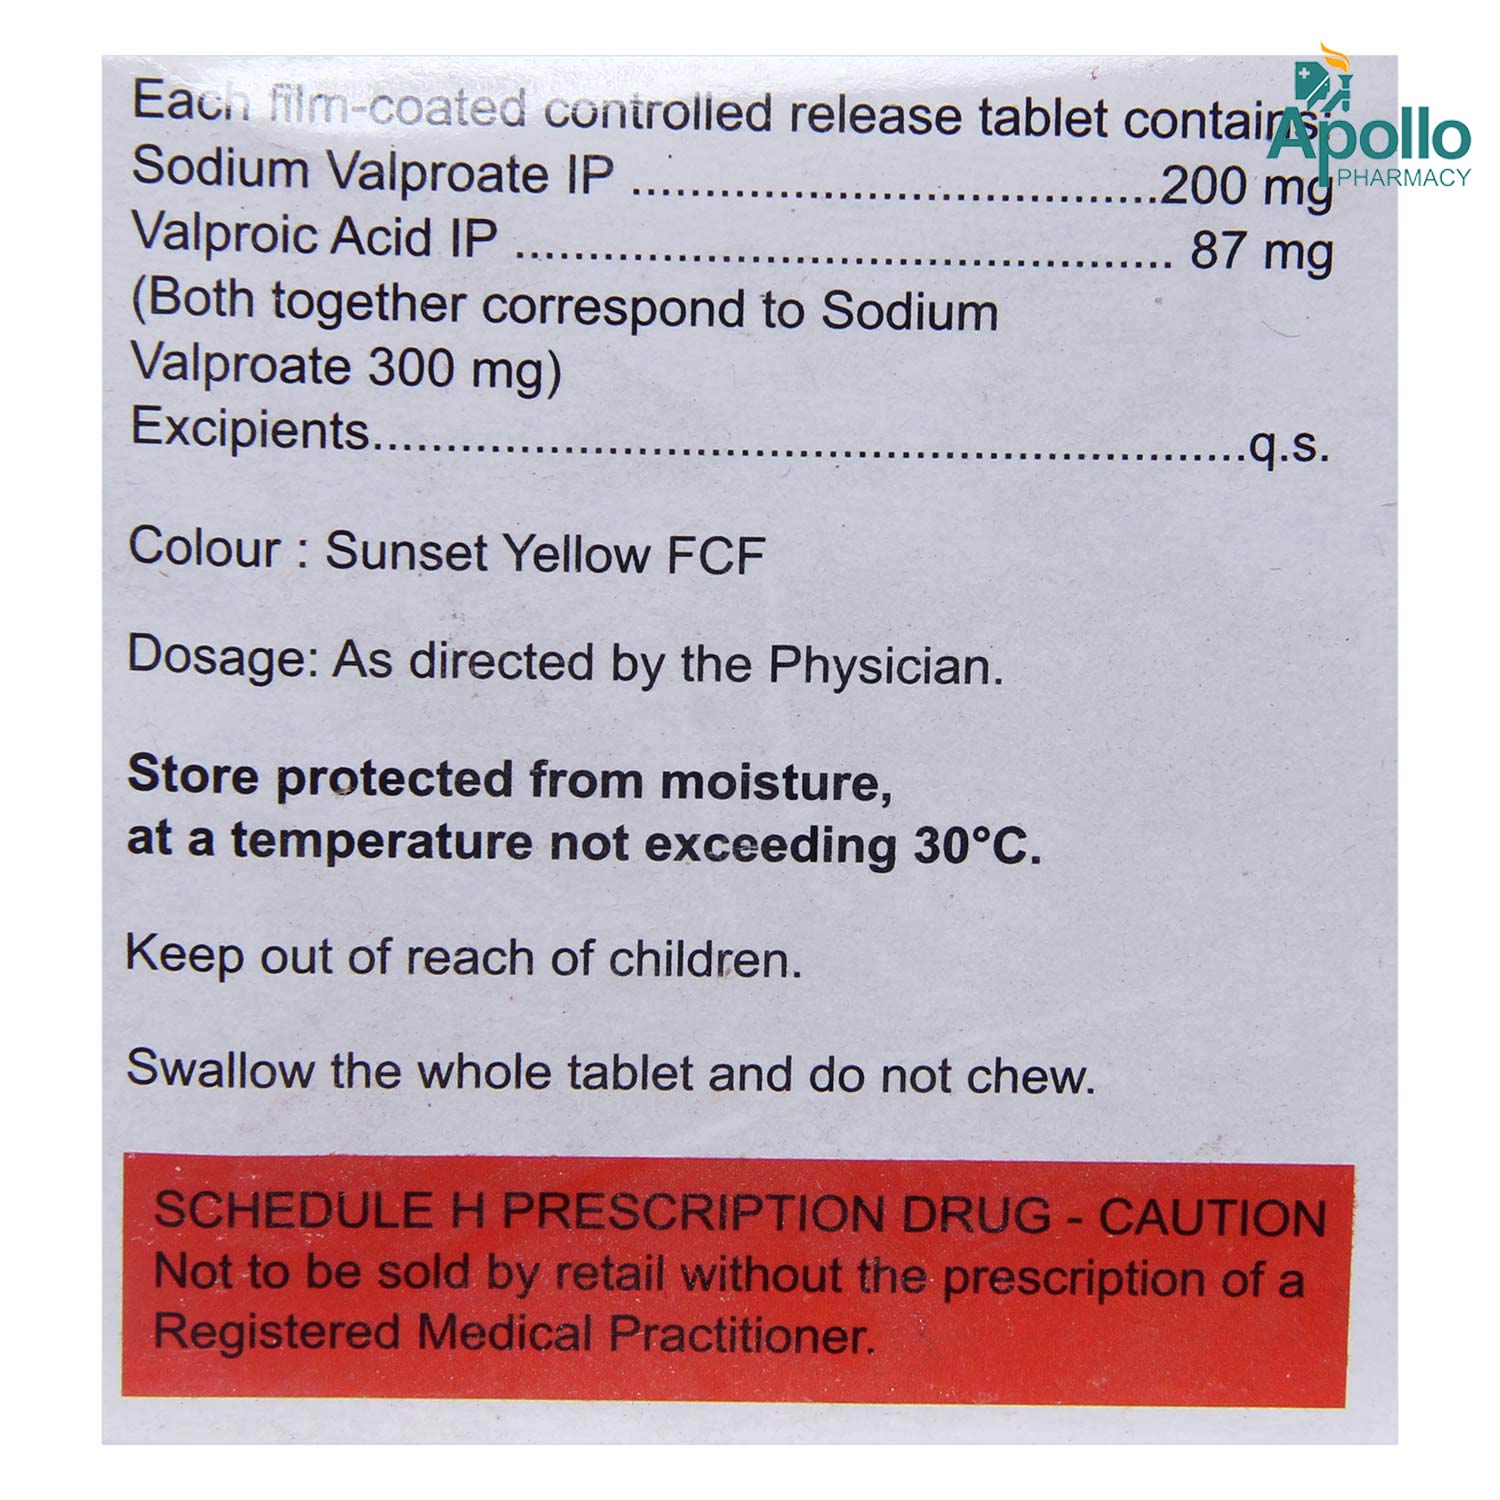 Each film-coated controlled release tablet contains:
Sodium Valproate IP ........................................200 mg
Valproic Acid IP ................................................ 87 mg
(Both together correspond to Sodium
Valproate 300 mg)
Excipients................................................................q.s.
Colour : Sunset Yellow FCF
Dosage: As directed by the Physician.
Store protected from moisture,
at a temperature not exceeding 30°C.
Keep out of reach of children.
Swallow the whole tablet and do not chew.
SCHEDULE H PRESCRIPTION DRUG - CAUTION
Not to be sold by retail without the prescription of a
Registered Medical Practitioner.
Apollo
PHARMACY